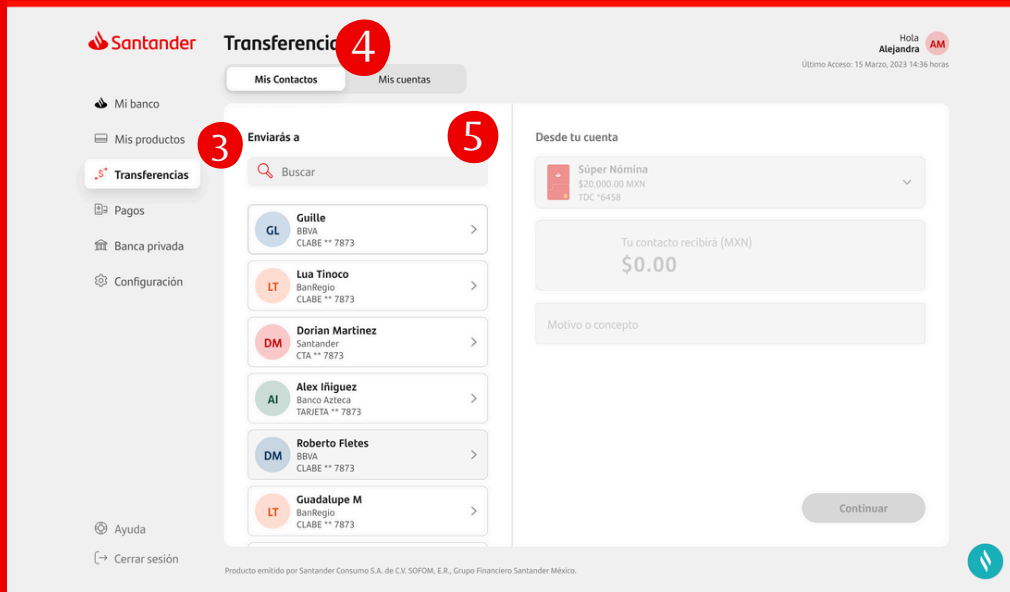 Santander
Transferenci
4
Hola
Alejandra
AM
Último Acceso: 15 Marzo, 2023 14:36 horas
Mis Contactos
Mis cuentas
Mi banco
Mis productos
Transferencias
Pagos
Banca privada
Configuración
Ayuda
Cerrar sesión
3
Enviarás a
5
Buscar
GL
Guille
BBVA
CLABE ** 7873
LT
Lua Tinoco
BanRegio
CLABE ** 7873
DM
Dorian Martinez
Santander
CTA ** 7873
AI
Alex Iñiguez
Banco Azteca
TARJETA ** 7873
DM
Roberto Fletes
BBVA
CLABE ** 7873
LT
Guadalupe M
BanRegio
CLABE ** 7873
Desde tu cuenta
Súper Nómina
$20,000.00 MXN
TDC *6458
Tu contacto recibirá (MXN)
$0.00
Motivo o concepto
Continuar
Producto emitido por Santander Consumo S.A. de C.V. SOFOM, E.R., Grupo Financiero Santander México.